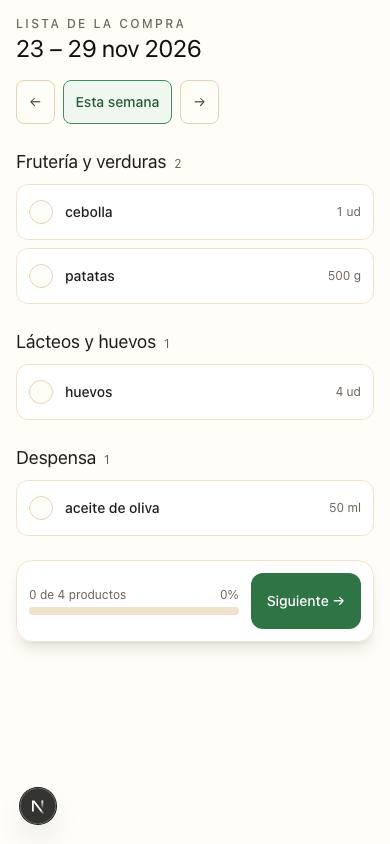 LISTA DE LA COMPRA
23 – 29 nov 2026
← Esta semana →
Frutería y verduras 2
cebolla 1 ud
patatas 500 g
Lácteos y huevos 1
huevos 4 ud
Despensa 1
aceite de oliva 50 ml
0 de 4 productos 0%
Siguiente →
N